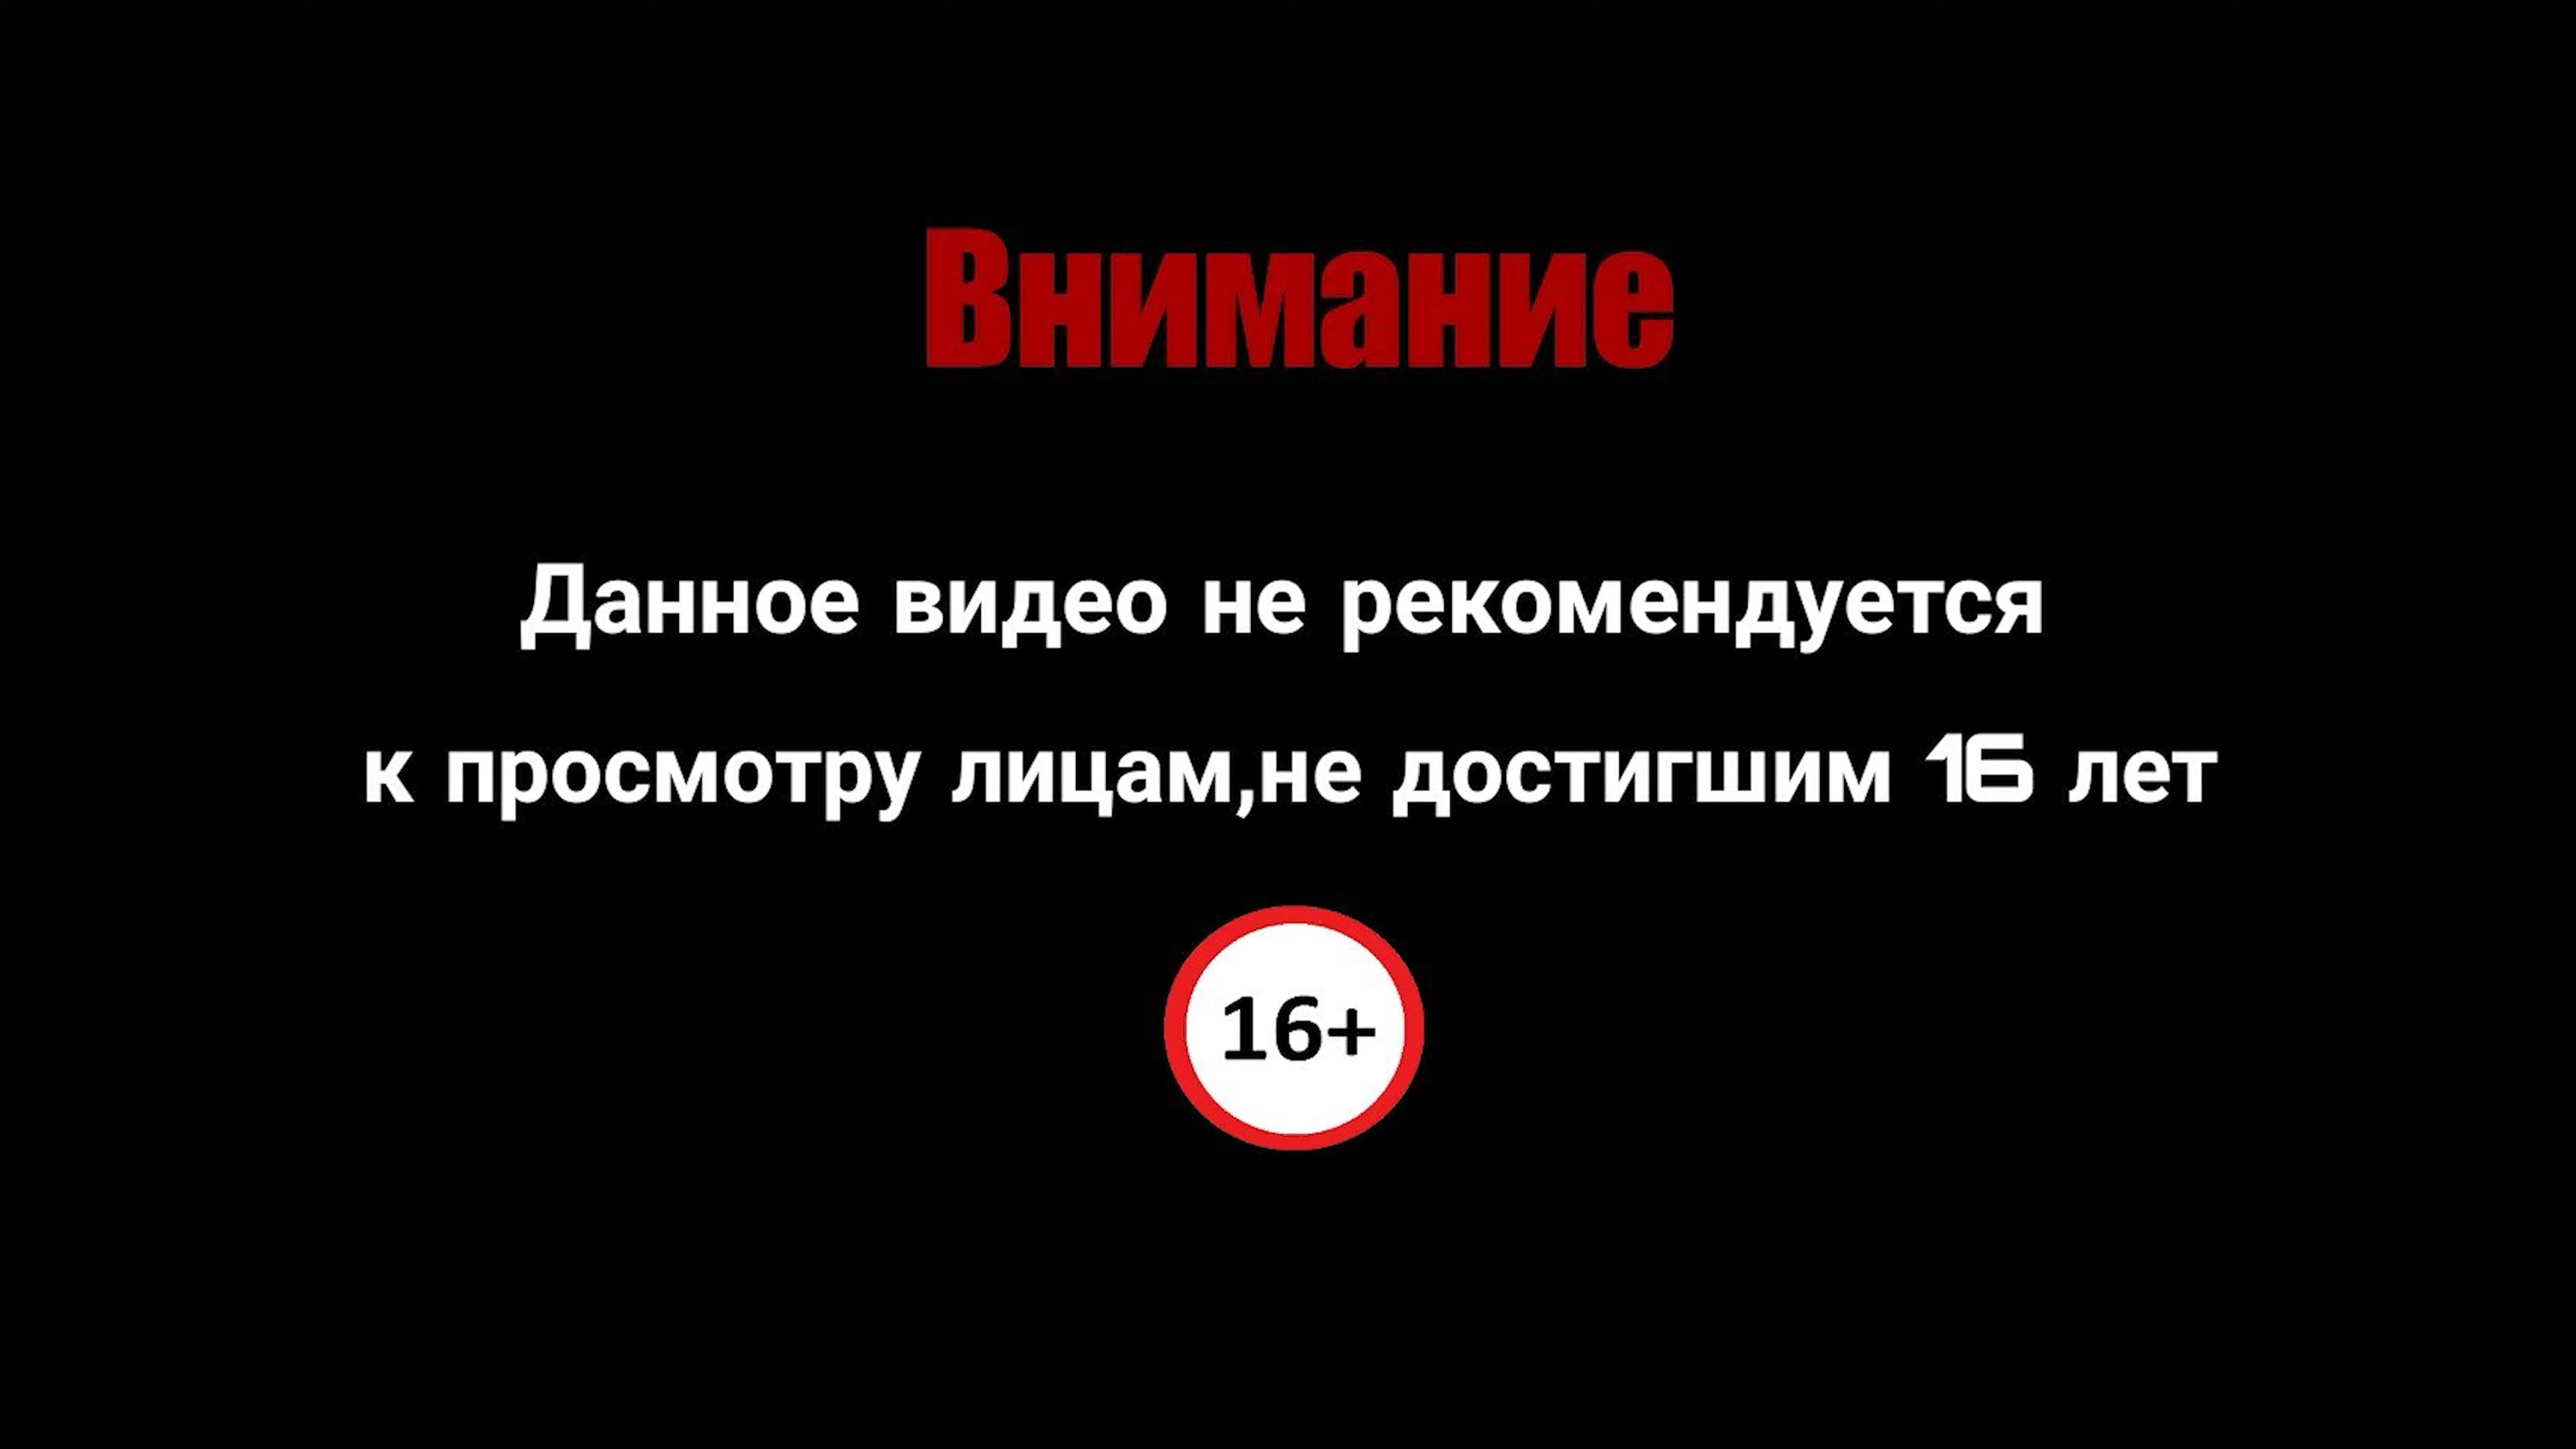 Внимание
Данное видео не рекомендуется
к просмотру лицам,не достигшим 16 лет
16+